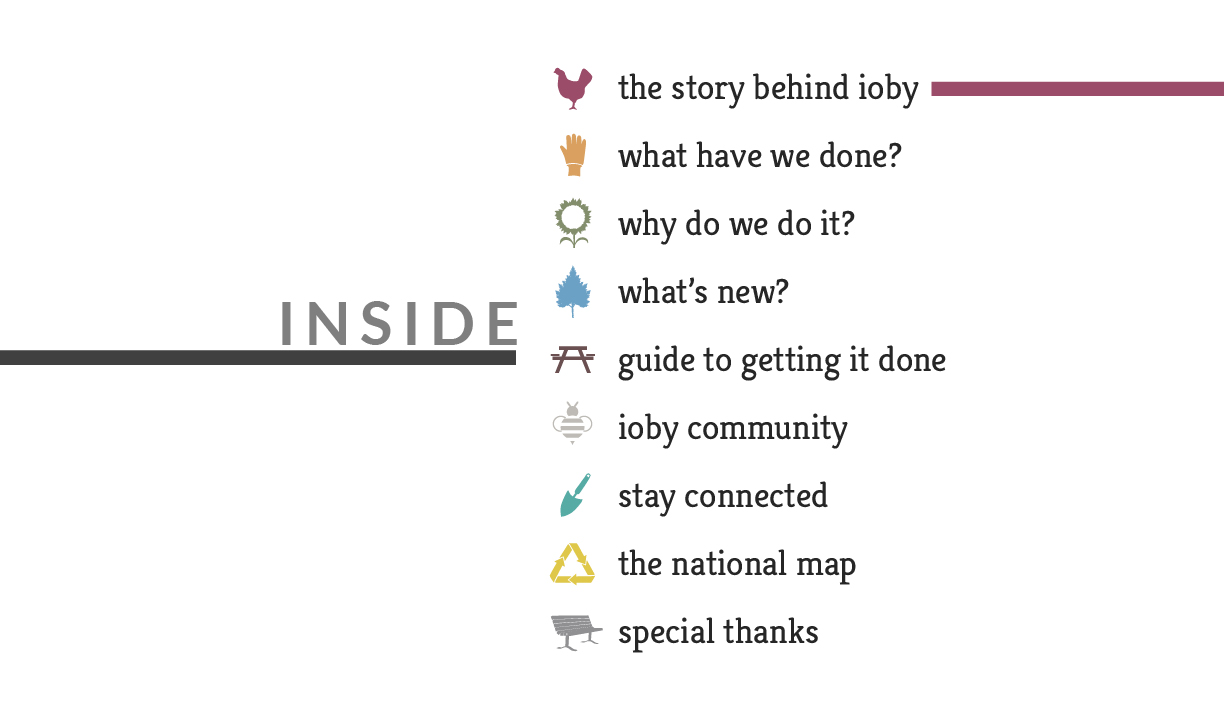 INSIDE
the story behind ioby
what have we done?
why do we do it?
what’s new?
guide to getting it done
ioby community
stay connected
the national map
special thanks